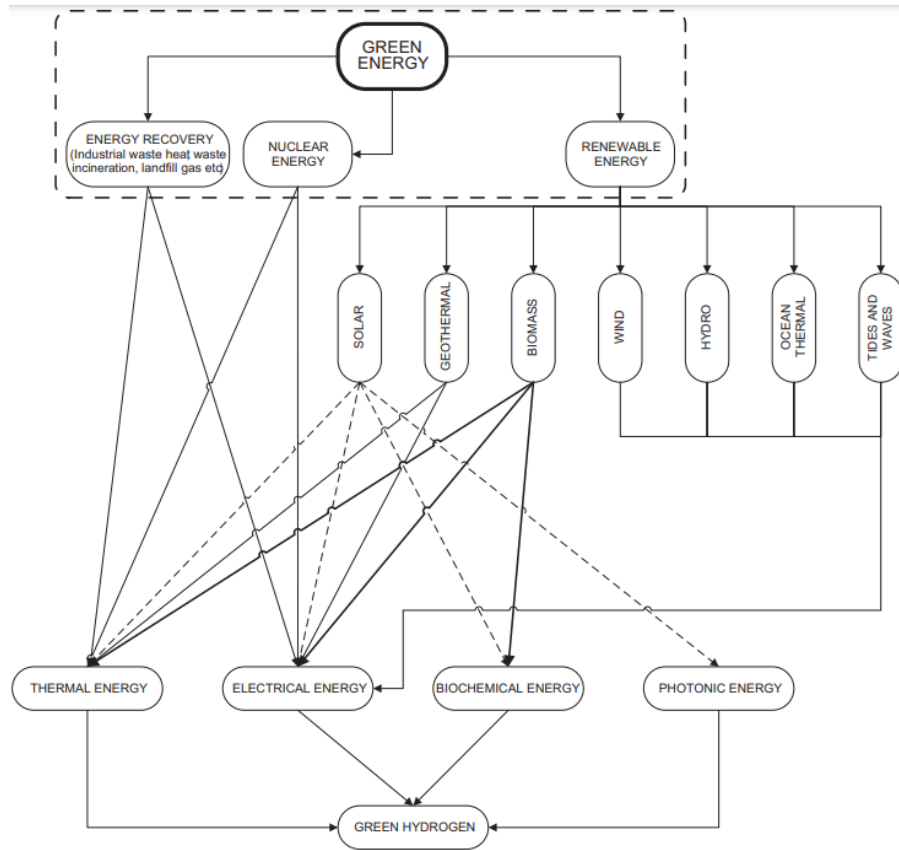 GREEN
ENERGY
ENERGY RECOVERY
(Industrial waste heat, waste
incineration, landfill gas etc)
NUCLEAR
ENERGY
RENEWABLE
ENERGY
SOLAR
GEOTHERMAL
BIOMASS
WIND
HYDRO
OCEAN
THERMAL
TIDES AND
WAVES
THERMAL ENERGY
ELECTRICAL ENERGY
BIOCHEMICAL ENERGY
PHOTONIC ENERGY
GREEN HYDROGEN